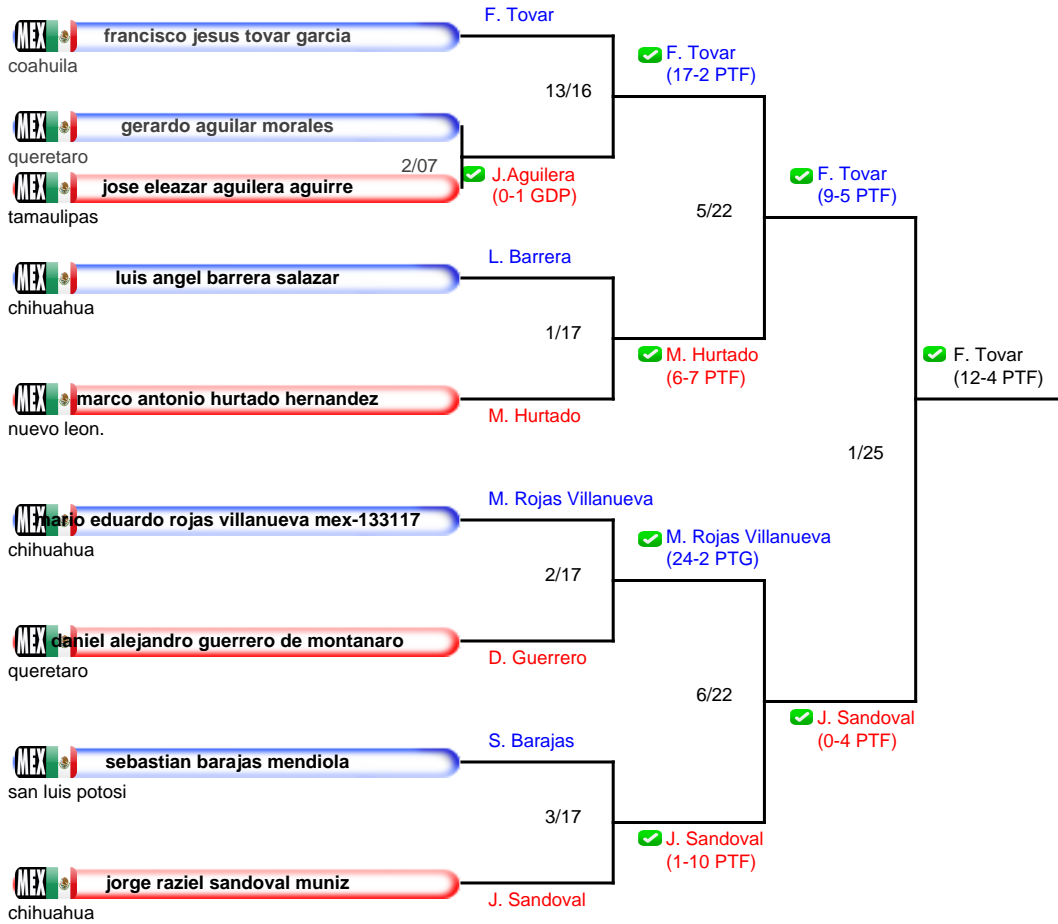 F. Tovar
MEX francisco jesus tovar garcia
coahuila
F. Tovar
(17-2 PTF)
13/16
MEX gerardo aguilar morales
queretaro
2/07
J.Aguilera
(0-1 GDP)
MEX jose eleazar aguilera aguirre
tamaulipas
F. Tovar
(9-5 PTF)
5/22
L. Barrera
MEX luis angel barrera salazar
chihuahua
1/17
M. Hurtado
(6-7 PTF)
F. Tovar
(12-4 PTF)
MEX marco antonio hurtado hernandez
M. Hurtado
nuevo leon.
1/25
M. Rojas Villanueva
MEX mario eduardo rojas villanueva mex-133117
chihuahua
M. Rojas Villanueva
(24-2 PTG)
2/17
MEX daniel alejandro guerrero de montanaro
D. Guerrero
queretaro
6/22
J. Sandoval
(0-4 PTF)
S. Barajas
MEX sebastian barajas mendiola
san luis potosi
3/17
J. Sandoval
(1-10 PTF)
MEX jorge raziel sandoval muniz
J. Sandoval
chihuahua